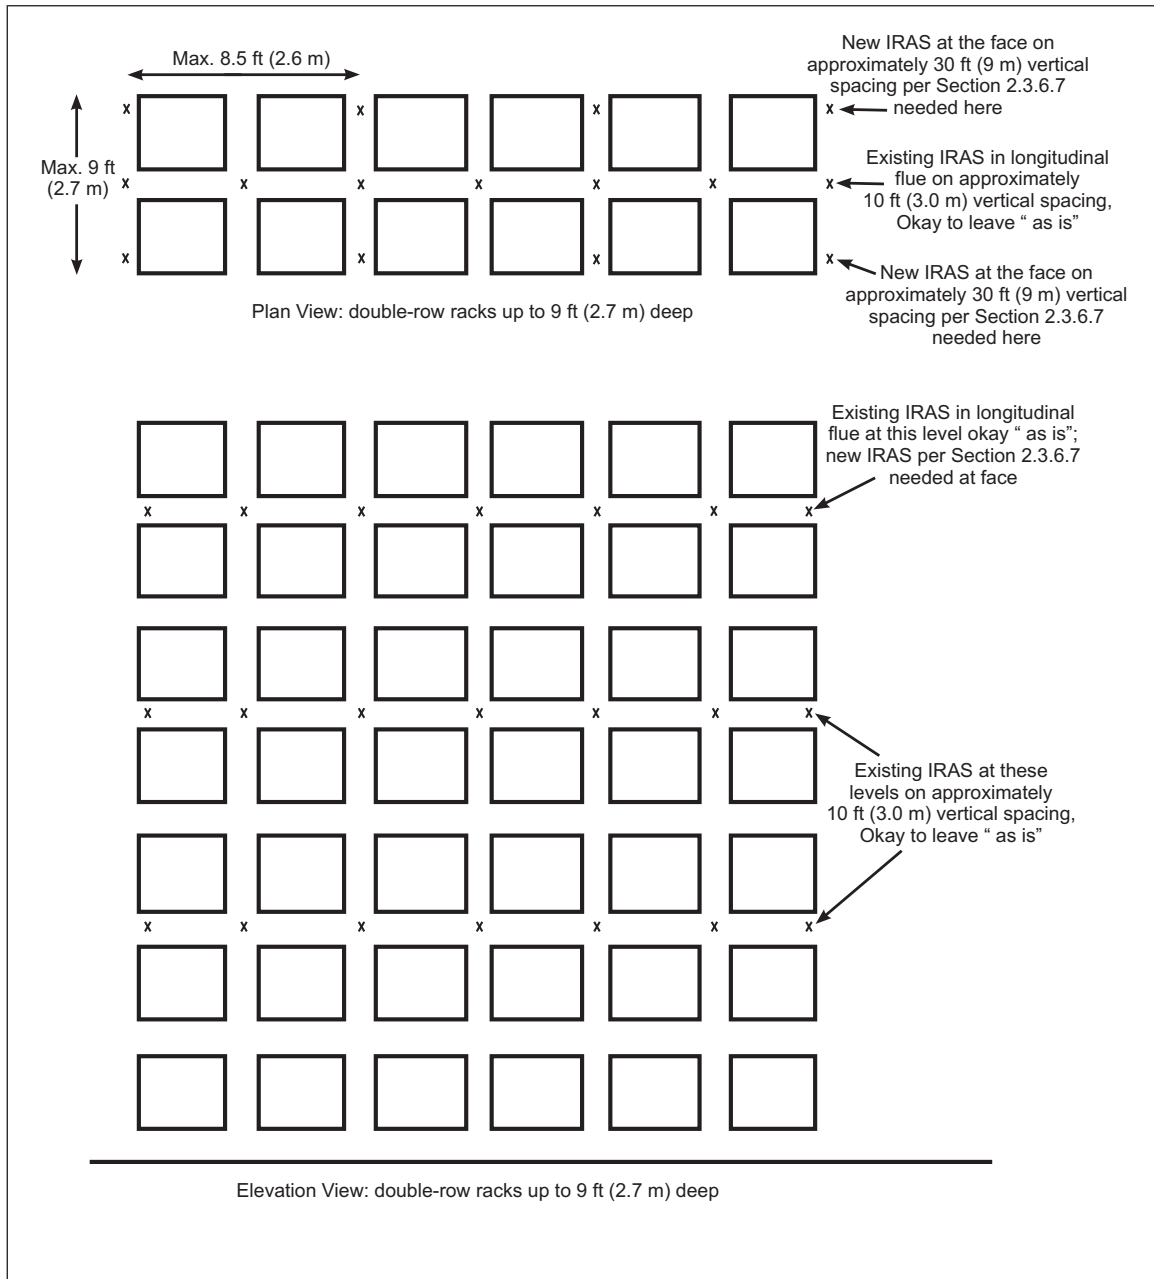 Max. 8.5 ft (2.6 m)
New IRAS at the face on
approximately 30 ft (9 m) vertical
spacing per Section 2.3.6.7
needed here
Max. 9 ft
(2.7 m)
Existing IRAS in longitudinal
flue on approximately
10 ft (3.0 m) vertical spacing,
Okay to leave “ as is”
New IRAS at the face on
approximately 30 ft (9 m) vertical
spacing per Section 2.3.6.7
needed here
Plan View: double-row racks up to 9 ft (2.7 m) deep
Existing IRAS in longitudinal
flue at this level okay “ as is”;
new IRAS per Section 2.3.6.7
needed at face
Existing IRAS at these
levels on approximately
10 ft (3.0 m) vertical spacing,
Okay to leave “ as is”
Elevation View: double-row racks up to 9 ft (2.7 m) deep